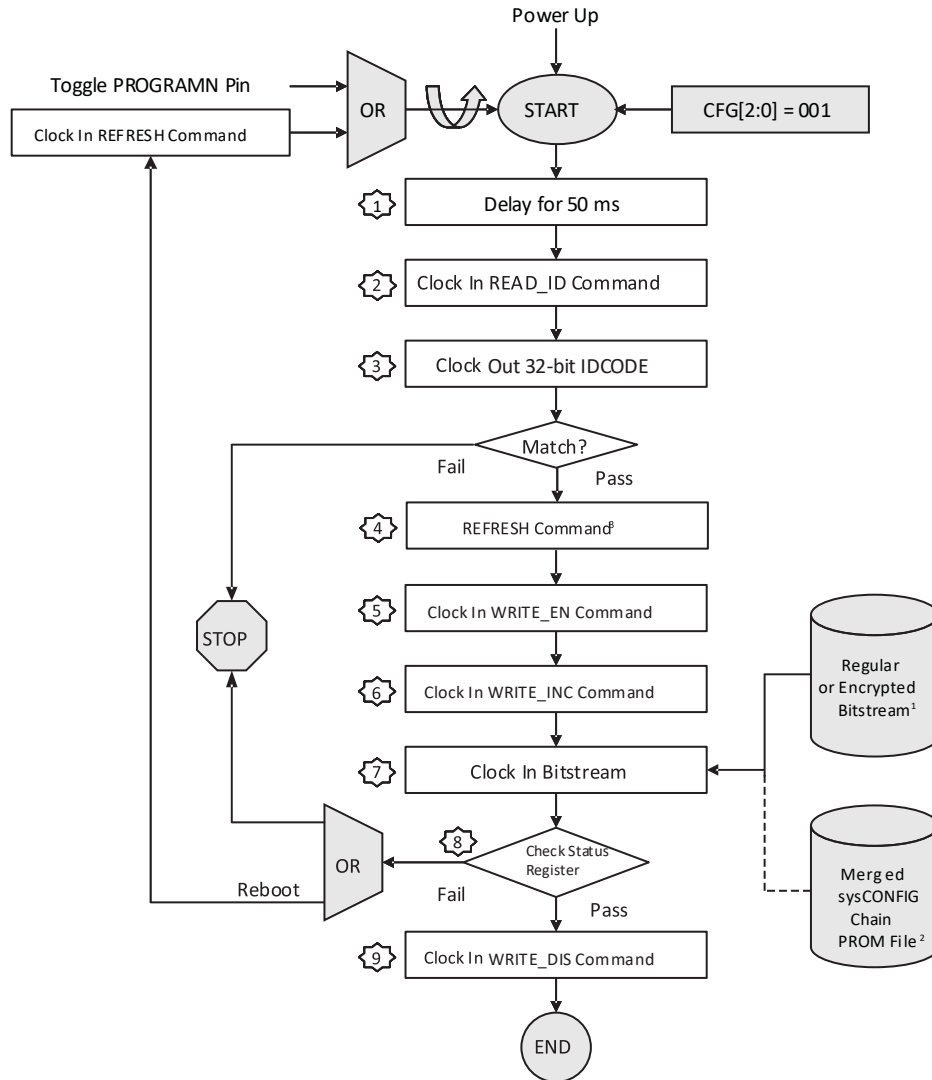 Power Up
Toggle PROGRAMN Pin
Clock In REFRESH Command
OR
START
CFG[2:0] = 001
1
Delay for 50 ms
2
Clock In READ_ID Command
3
Clock Out 32-bit IDCODE
Match?
Fail
Pass
4
REFRESH Command³
5
Clock In WRITE_EN Command
STOP
6
Clock In WRITE_INC Command
Regular
or Encrypted
Bitstream¹
7
Clock In Bitstream
8
Check Status
Register
OR
Reboot
Fail
Pass
Merged
sysCONFIG
Chain
PROM File²
9
Clock In WRITE_DIS Command
END